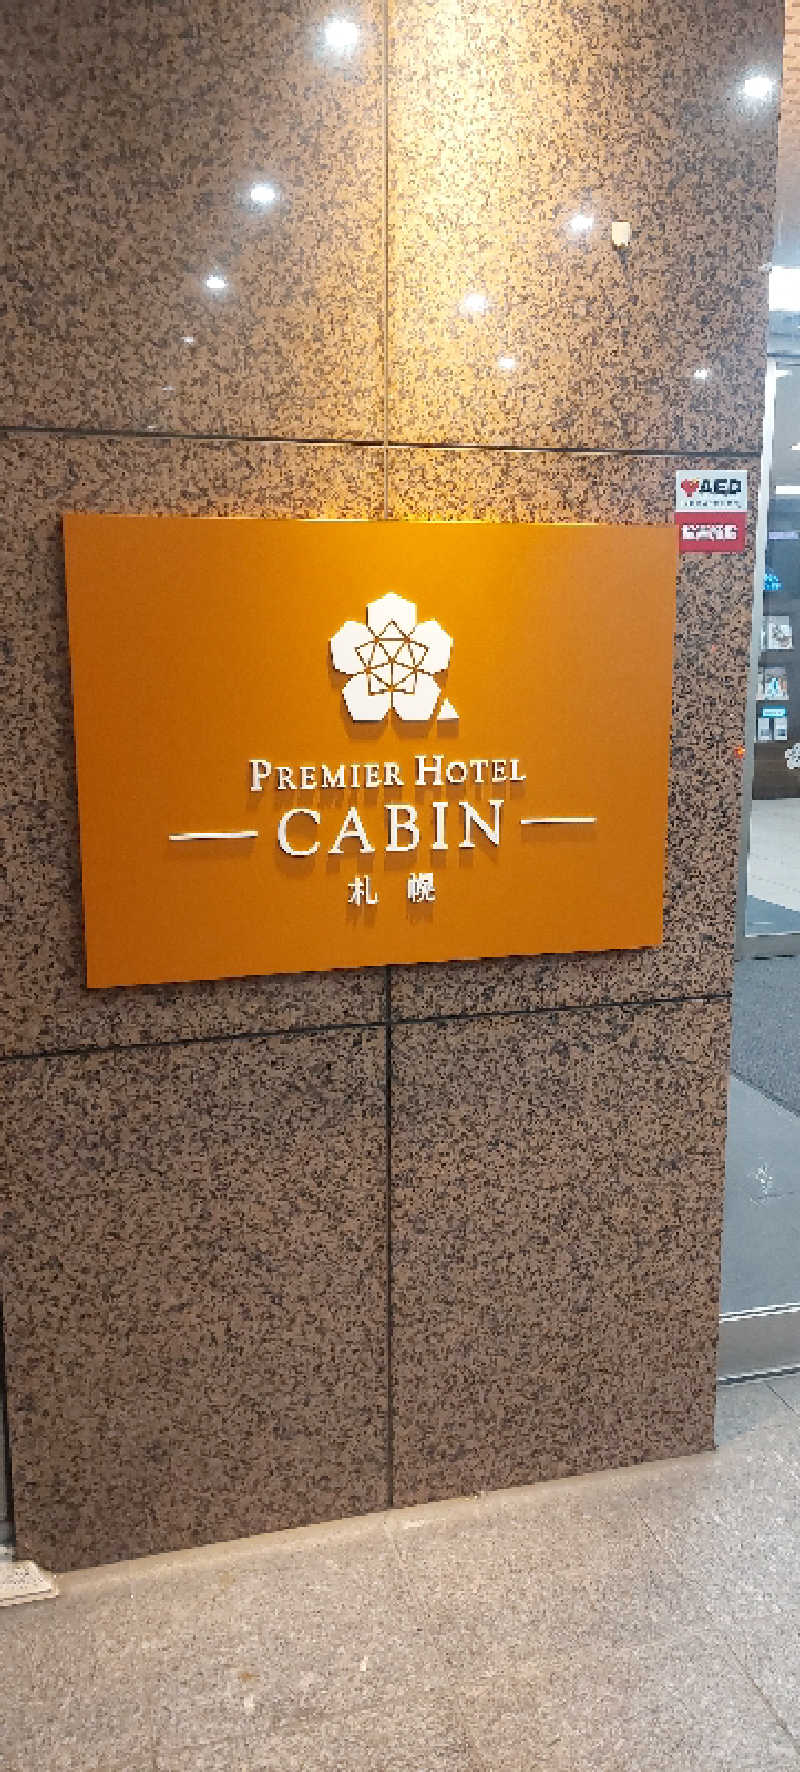 AED
PREMIER HOTEL
CABIN
札幌